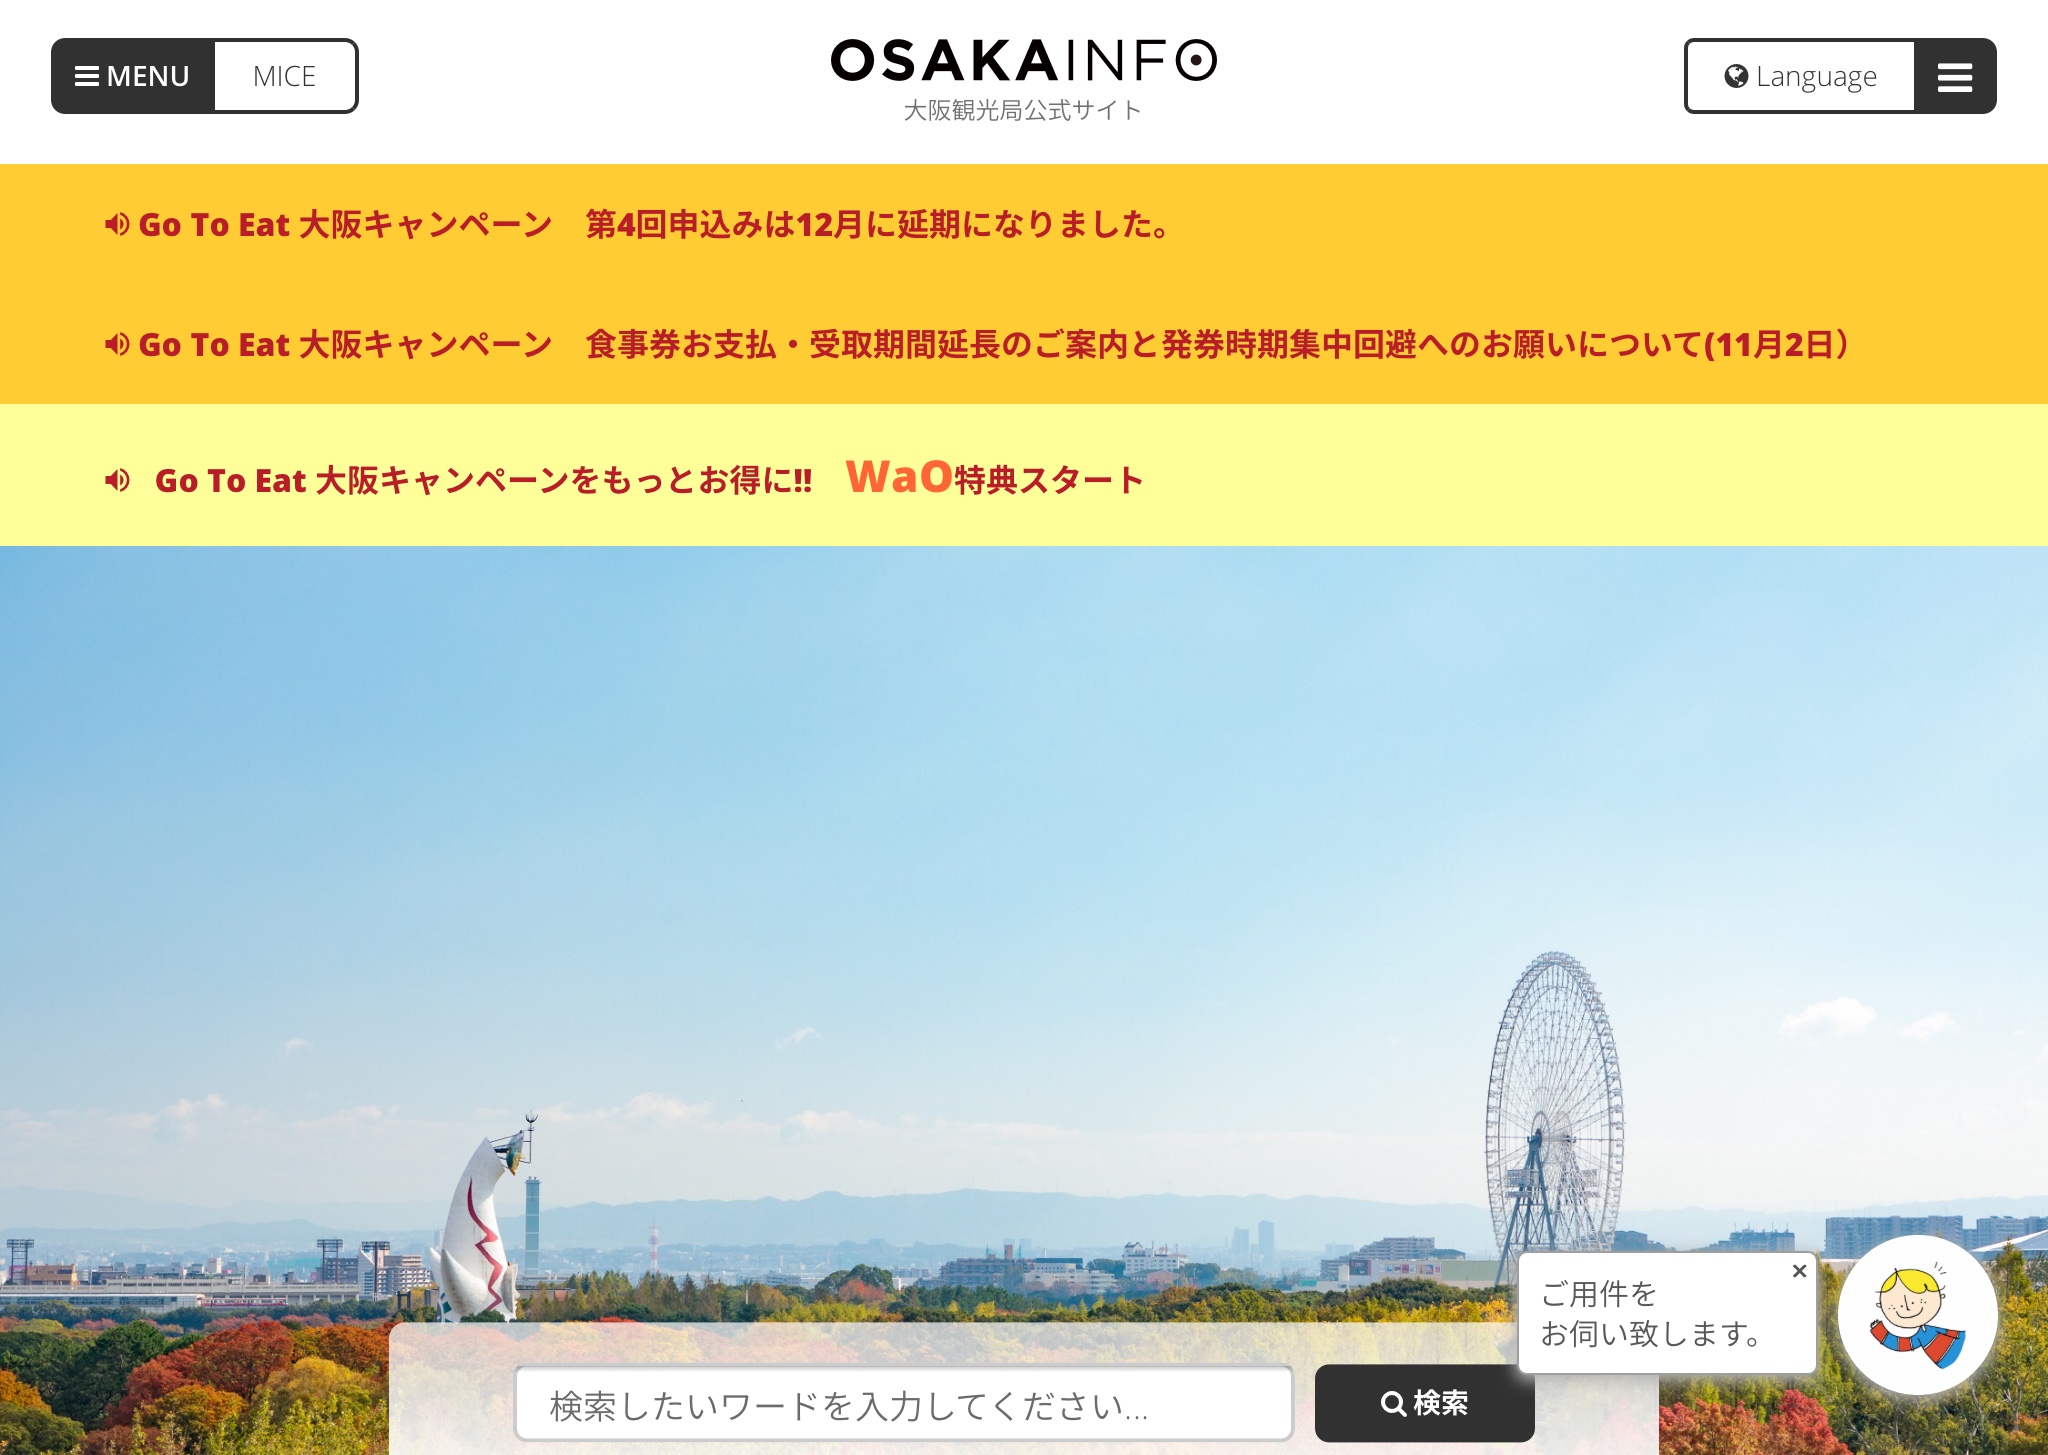 MENU
MICE
OSAKAINFO
大阪観光局公式サイト
Language
Go To Eat 大阪キャンペーン　第4回申込みは12月に延期になりました。
Go To Eat 大阪キャンペーン　食事券お支払・受取期間延長のご案内と発券時期集中回避へのお願いについて(11月2日）
Go To Eat 大阪キャンペーンをもっとお得に!!　WaO特典スタート
ご用件を
お伺い致します。
検索したいワードを入力してください...
検索